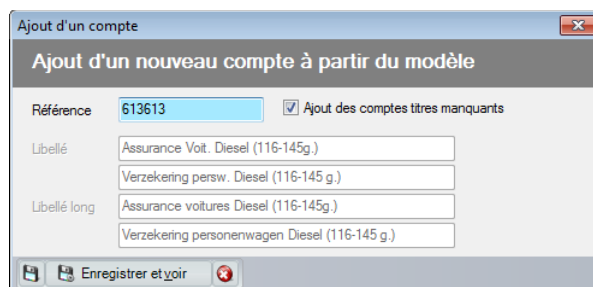 Ajout d'un compte
Ajout d'un nouveau compte à partir du modèle
Référence 613613 Ajout des comptes titres manquants
Libellé Assurance Voit. Diesel (116-145g.)
Verzekering persw. Diesel (116-145 g.)
Libellé long Assurance voitures Diesel (116-145g.)
Verzekering personenwagen Diesel (116-145 g.)
Enregistrer et voir